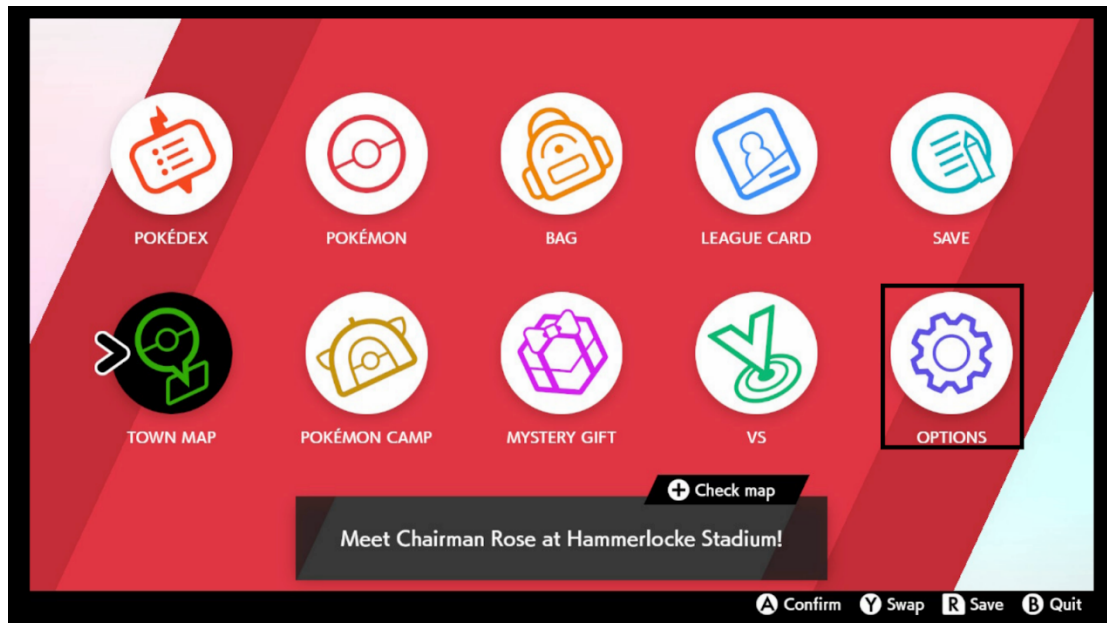 POKÉDEX POKÉMON BAG LEAGUE CARD SAVE
TOWN MAP POKÉMON CAMP MYSTERY GIFT VS OPTIONS
+ Check map
Meet Chairman Rose at Hammerlocke Stadium!
A Confirm Y Swap R Save B Quit